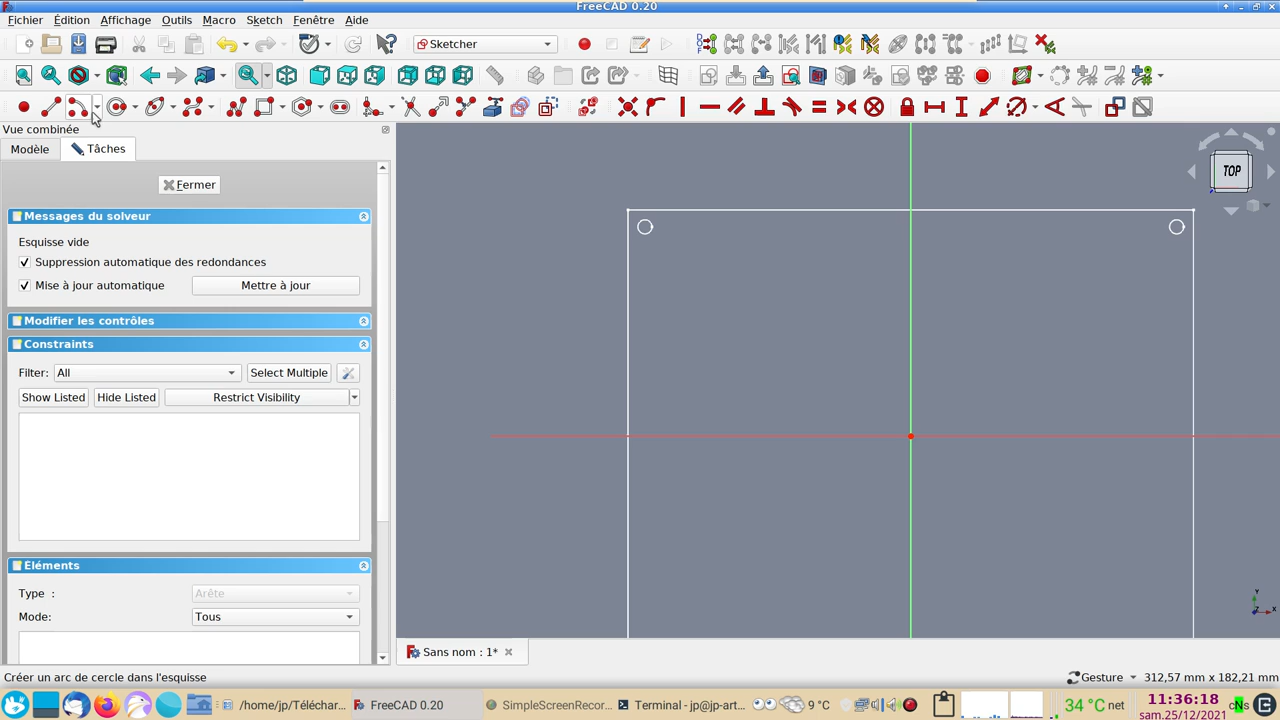 FreeCAD 0.20
Fichier Édition Affichage Outils Macro Sketch Fenêtre Aide
Sketcher
Vue combinée
Modèle Tâches
TOP
Fermer
Messages du solveur
Esquisse vide
Suppression automatique des redondances
Mise à jour automatique Mettre à jour
Modifier les contrôles
Constraints
Filter: All Select Multiple
Show Listed Hide Listed Restrict Visibility
Eléments
Type : Arête
Mode: Tous
Y
X
Sans nom : 1*
Créer un arc de cercle dans l'esquisse
Gesture 312,57 mm x 182,21 mm
/home/jp/Téléchar... FreeCAD 0.20 SimpleScreenRecor... Terminal - jp@jp-art... 9 °C 34 °C net 11:36:18 cNs
sam.25/12/2021